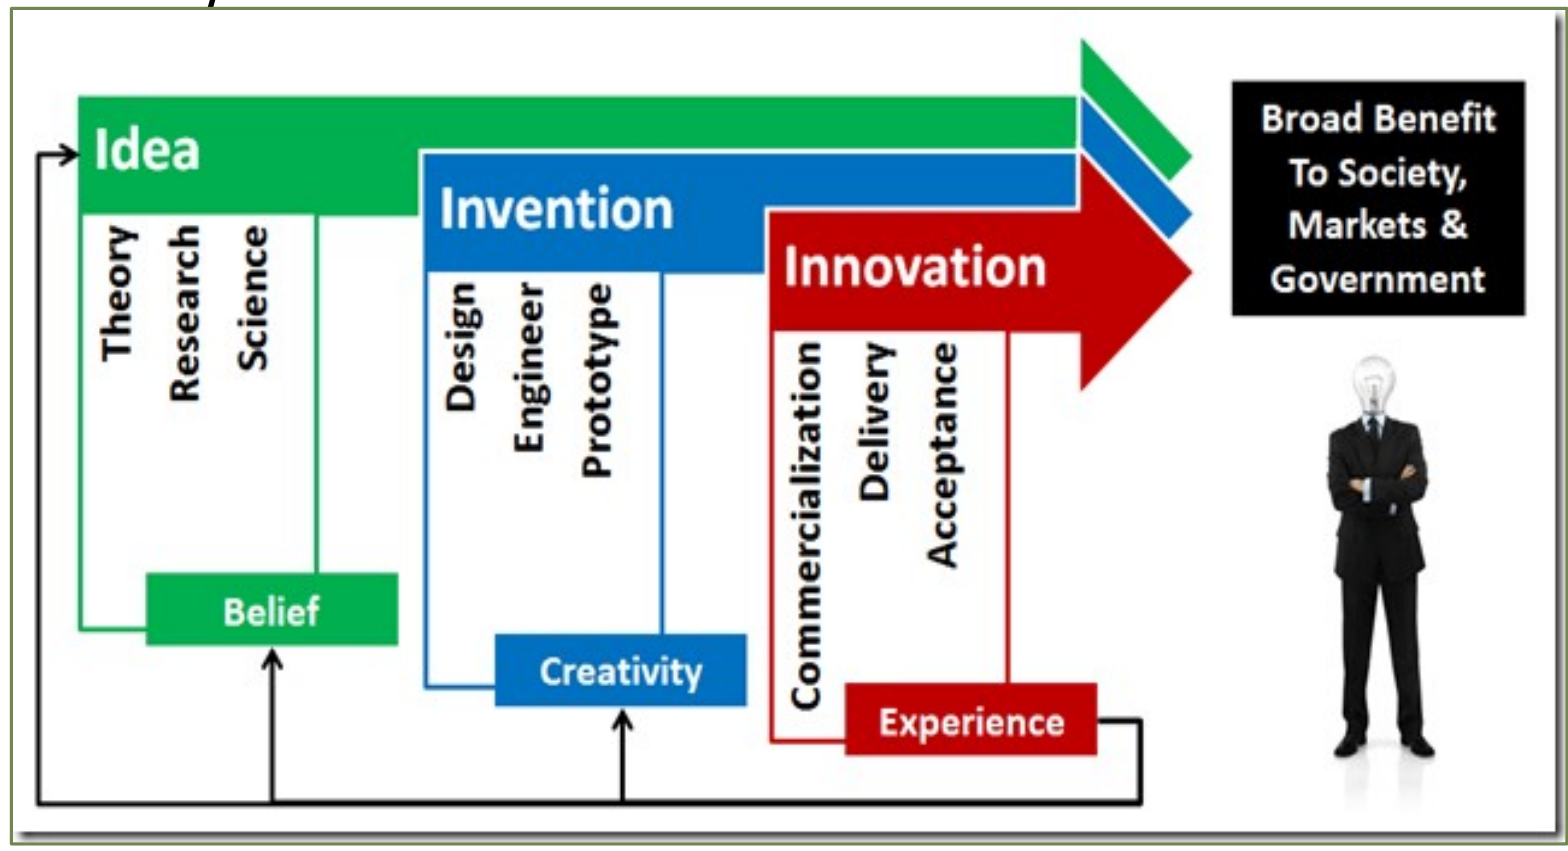 Idea
Theory
Research
Science
Belief
Invention
Design
Engineer
Prototype
Creativity
Innovation
Commercialization
Delivery
Acceptance
Experience
Broad Benefit
To Society,
Markets &
Government